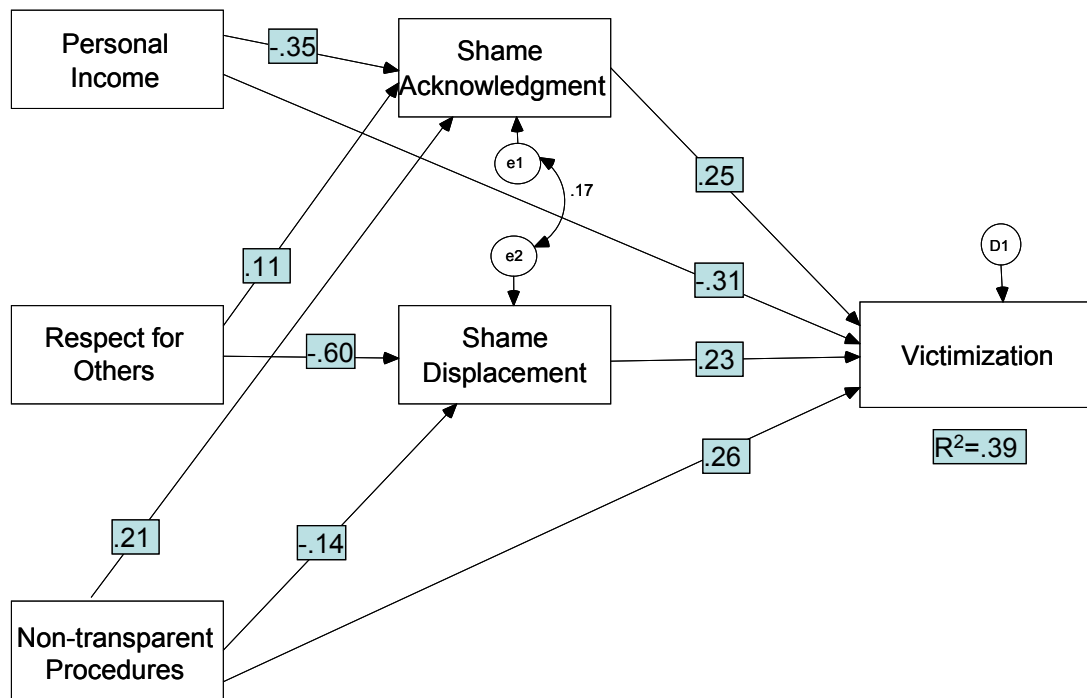 Personal
Income
-.35
Shame
Acknowledgment
e1
.17
.25
e2
D1
.11
-.31
Respect for
Others
-.60
Shame
Displacement
.23
Victimization
R²=.39
.26
.21
-.14
Non-transparent
Procedures